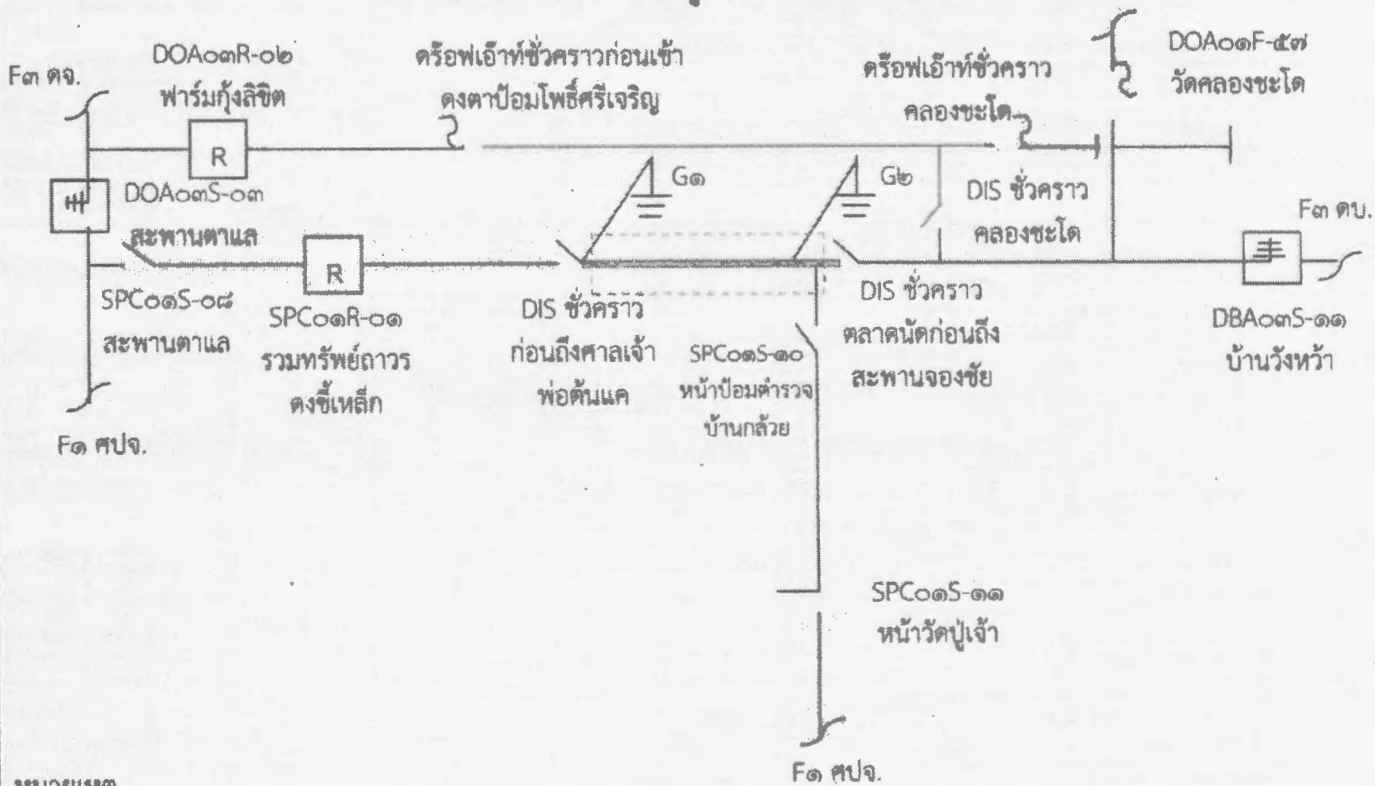 F๓ ดจ.
DOA๐๓R-๐๒
ฟาร์มกุ้งลิขิต
ดร๊อฟเอ๊าท์ชั่วคราวก่อนเข้า
ดงตาป้อมโพธิ์ศรีเจริญ
ดร๊อฟเอ๊าท์ชั่วคราว
คลองชะโด
DOA๐๑F-๕๗
วัดคลองชะโด
R
G๑
G๒
DOA๐๓S-๐๓
สะพานตาแล
DIS ชั่วคราว
คลองชะโด
F๓ ดบ.
R
SPC๐๑S-๐๘
สะพานตาแล
SPC๐๑R-๐๑
รวมทรัพย์ถาวร
ดงขี้เหล็ก
DIS ชั่วคราว
ก่อนถึงศาลเจ้า
พ่อต้นแค
SPC๐๑S-๑๐
หน้าป้อมตำรวจ
บ้านกล้วย
DIS ชั่วคราว
ตลาดนัดก่อนถึง
สะพานจองชัย
DBA๐๓S-๑๑
บ้านวังหว้า
F๑ ศปจ.
SPC๐๑S-๑๑
หน้าวัดปู่เจ้า
F๑ ศปจ.